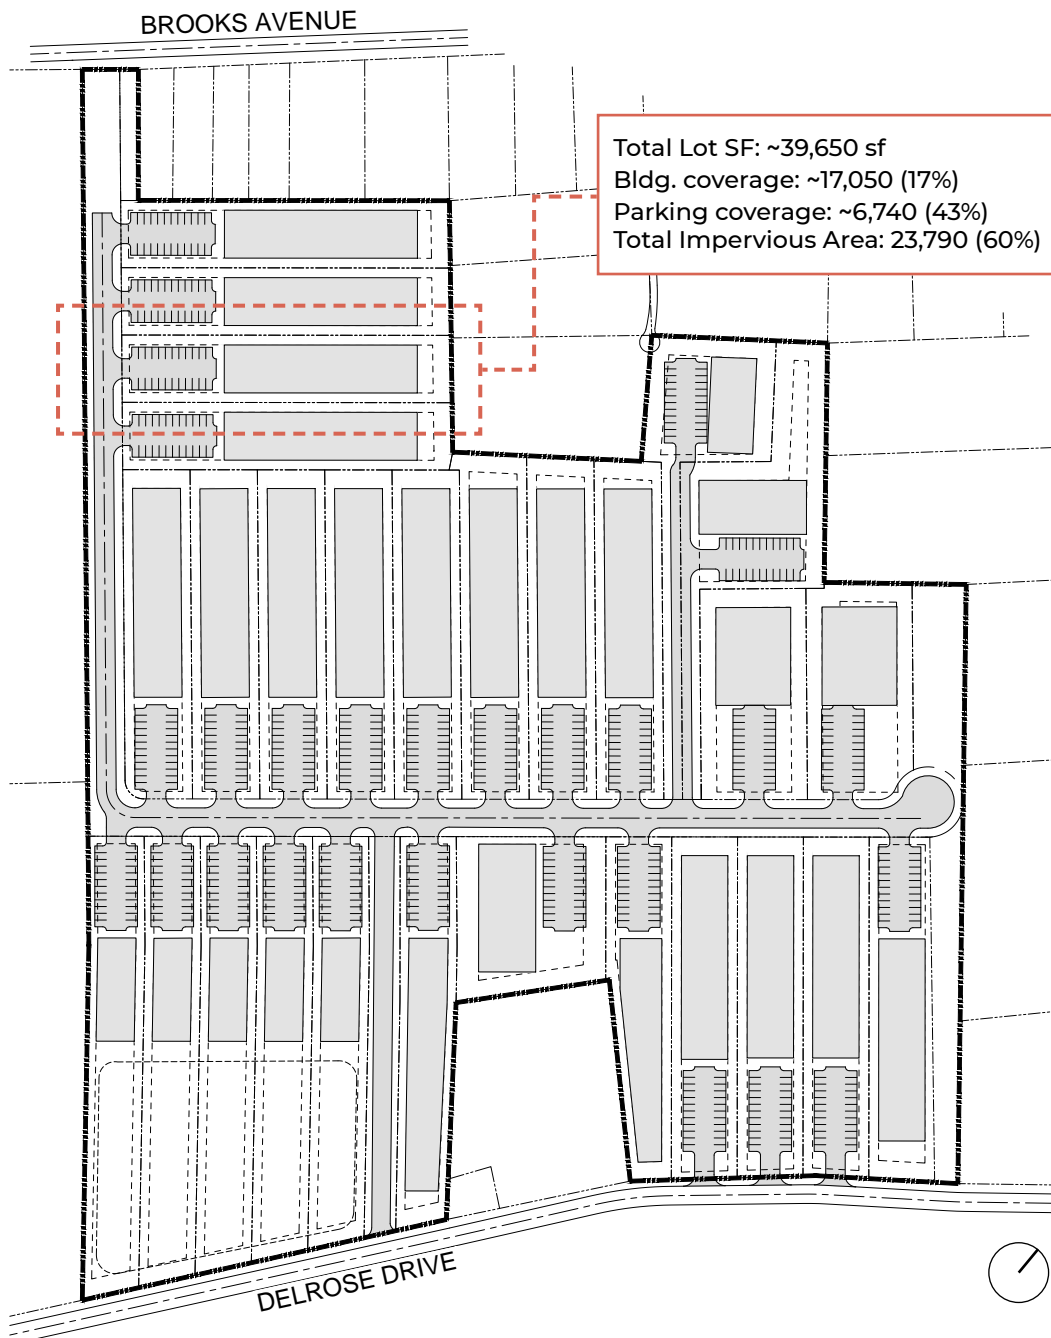 BROOKS AVENUE
Total Lot SF: ~39,650 sf
Bldg. coverage: ~17,050 (17%)
Parking coverage: ~6,740 (43%)
Total Impervious Area: 23,790 (60%)
DELROSE DRIVE